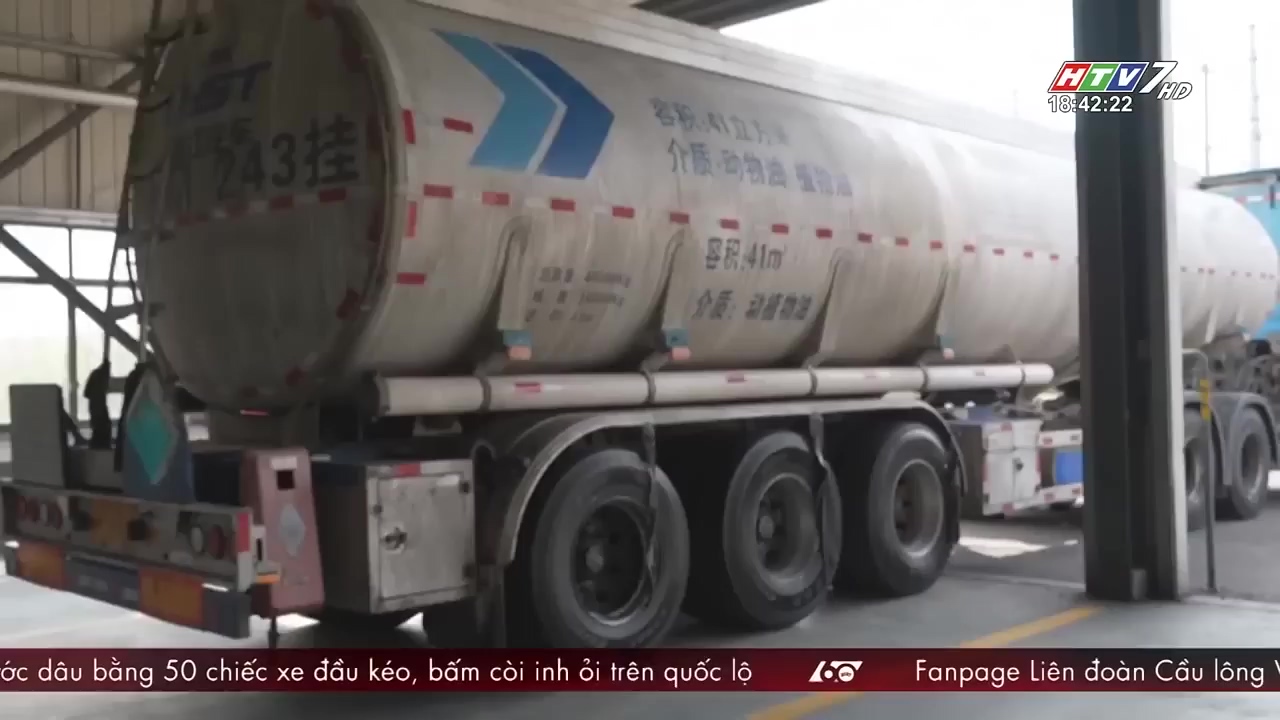 HTV7 HD
18:42:22
容积:41立方米
介质:动物油 植物油
243挂
容积:41m³
介质: 动植物油
ớc dâu bằng 50 chiếc xe đầu kéo, bấm còi inh ỏi trên quốc lộ
60 giây
Fanpage Liên đoàn Cầu lông V